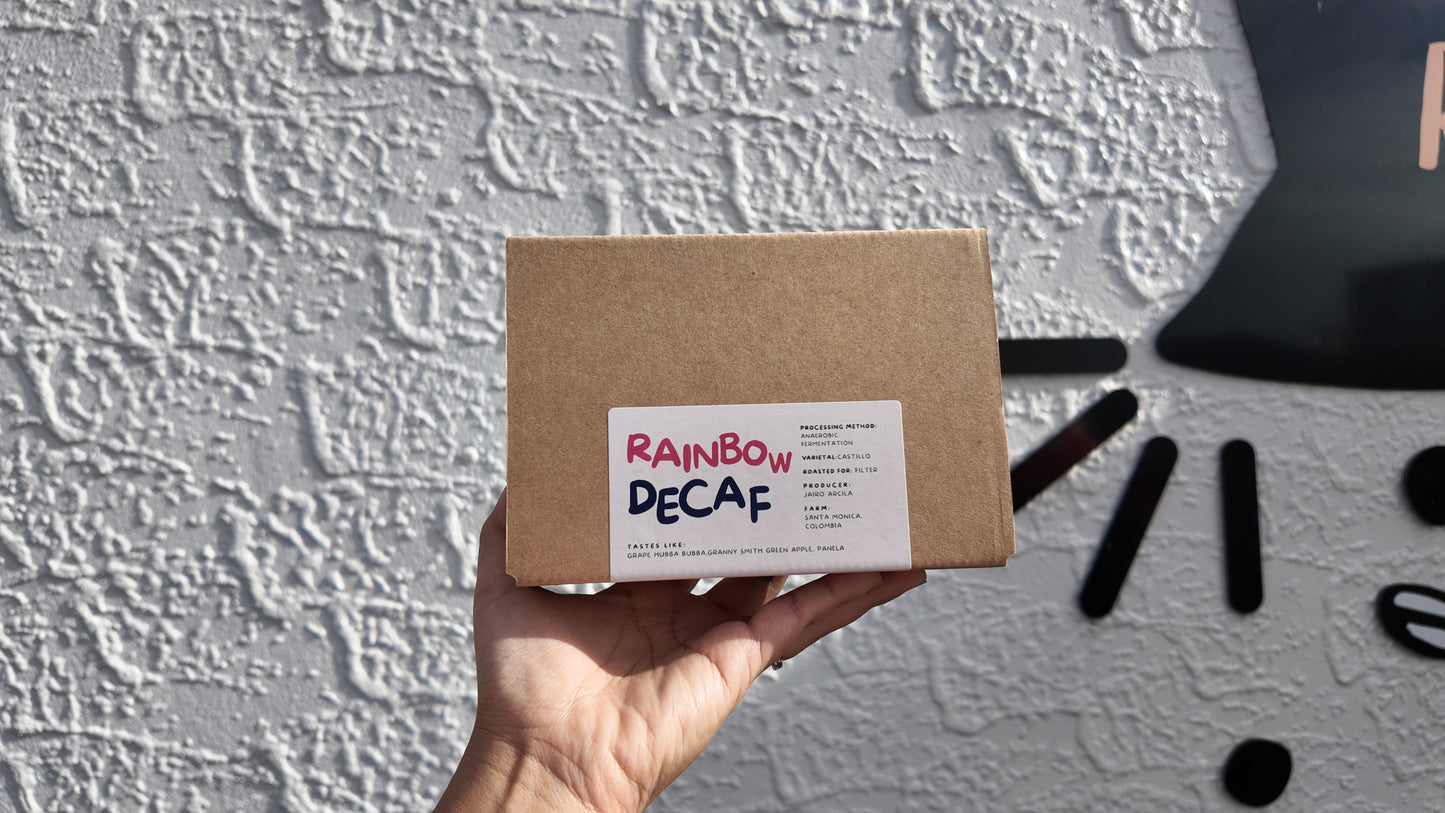 RAINBOW
DECAF
PROCESSING METHOD:
ANAEROBIC
FERMENTATION
VARIETAL:CASTILLO
ROASTED FOR: FILTER
PRODUCER:
JAIRO ARCILA
FARM:
SANTA MONICA,
COLOMBIA
TASTES LIKE:
GRAPE HUBBA BUBBA,GRANNY SMITH GREEN APPLE, PANELA